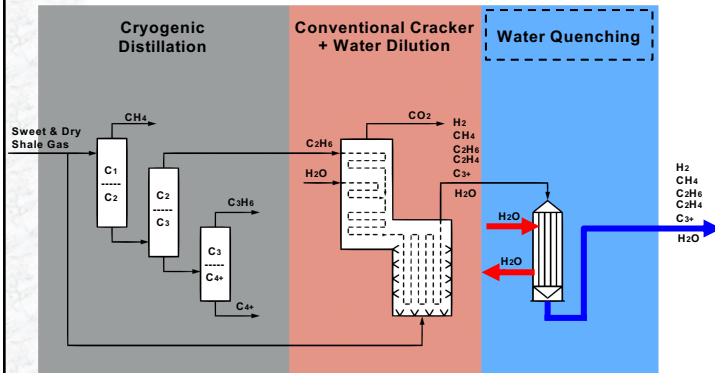 Cryogenic
Distillation
Conventional Cracker
+ Water Dilution
Water Quenching
Sweet & Dry
Shale Gas
CH4
C1
-----
C2
C2
-----
C3
C3H6
C3
-----
C4+
C4+
C2H6
H2O
CO2
H2
CH4
C2H6
C2H4
C3+
H2O
H2O
H2O
H2
CH4
C2H6
C2H4
C3+
H2O